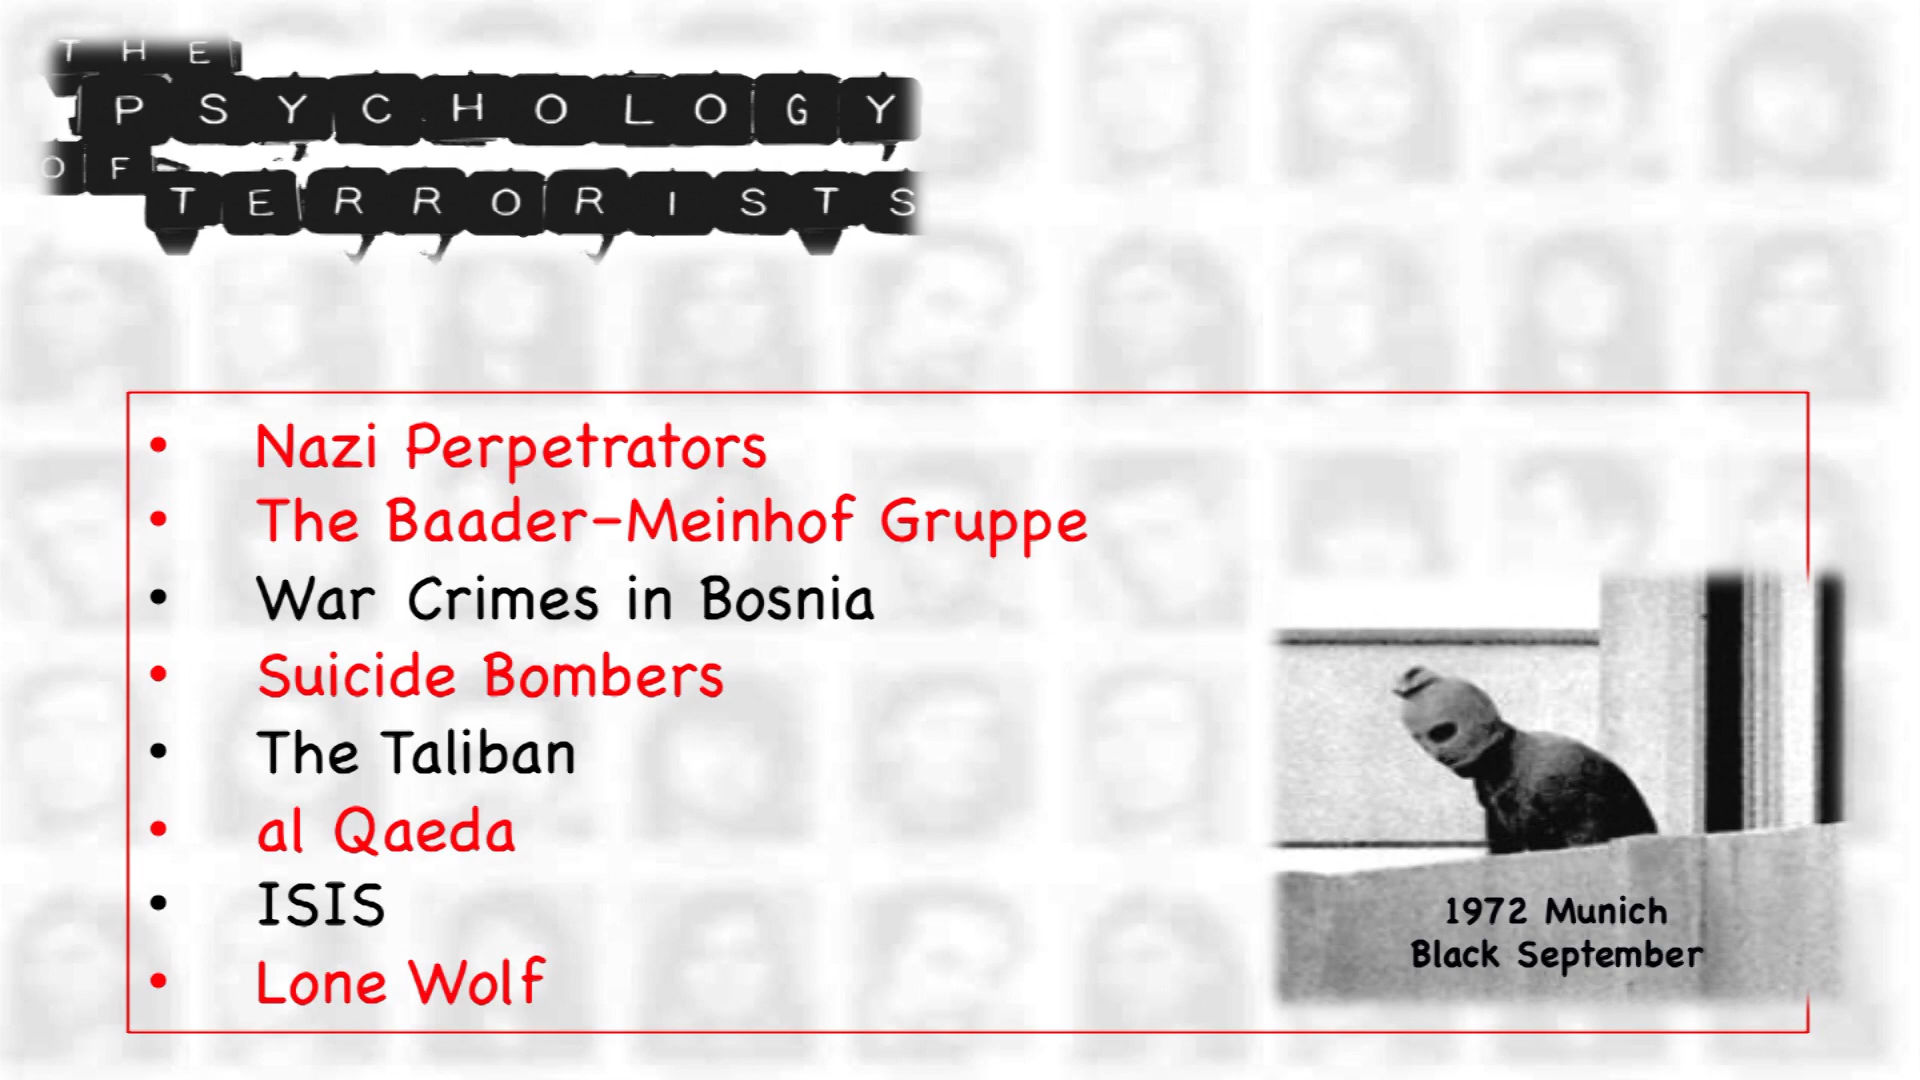 THE
PSYCHOLOGY
OF
TERRORISTS
• Nazi Perpetrators
• The Baader-Meinhof Gruppe
• War Crimes in Bosnia
• Suicide Bombers
• The Taliban
• al Qaeda
• ISIS
• Lone Wolf
1972 Munich
Black September